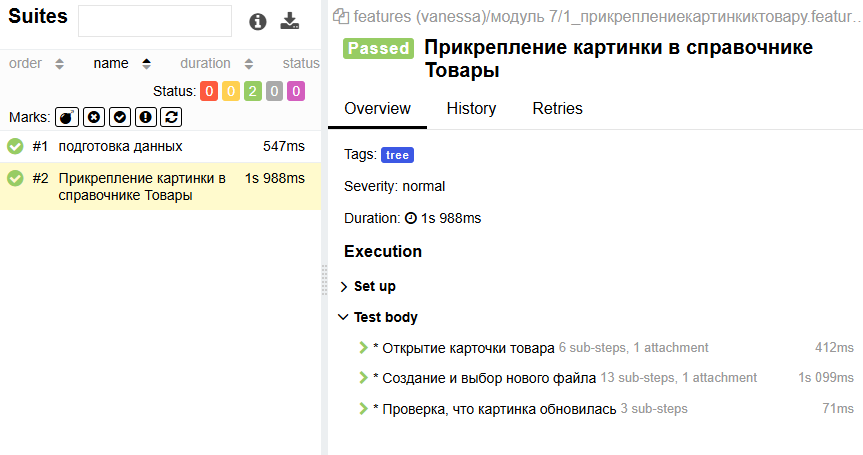 Suites
order name duration status
Status: 0 0 2 0 0
Marks:
#1 подготовка данных 547ms
#2 Прикрепление картинки в 1s 988ms
справочнике Товары
features (vanessa)/модуль 7/1_прикреплениекартинкиктовару.featur...
Passed Прикрепление картинки в справочнике
Товары
Overview History Retries
Tags: tree
Severity: normal
Duration: 1s 988ms
Execution
Set up
Test body
* Открытие карточки товара 6 sub-steps, 1 attachment 412ms
* Создание и выбор нового файла 13 sub-steps, 1 attachment 1s 099ms
* Проверка, что картинка обновилась 3 sub-steps 71ms